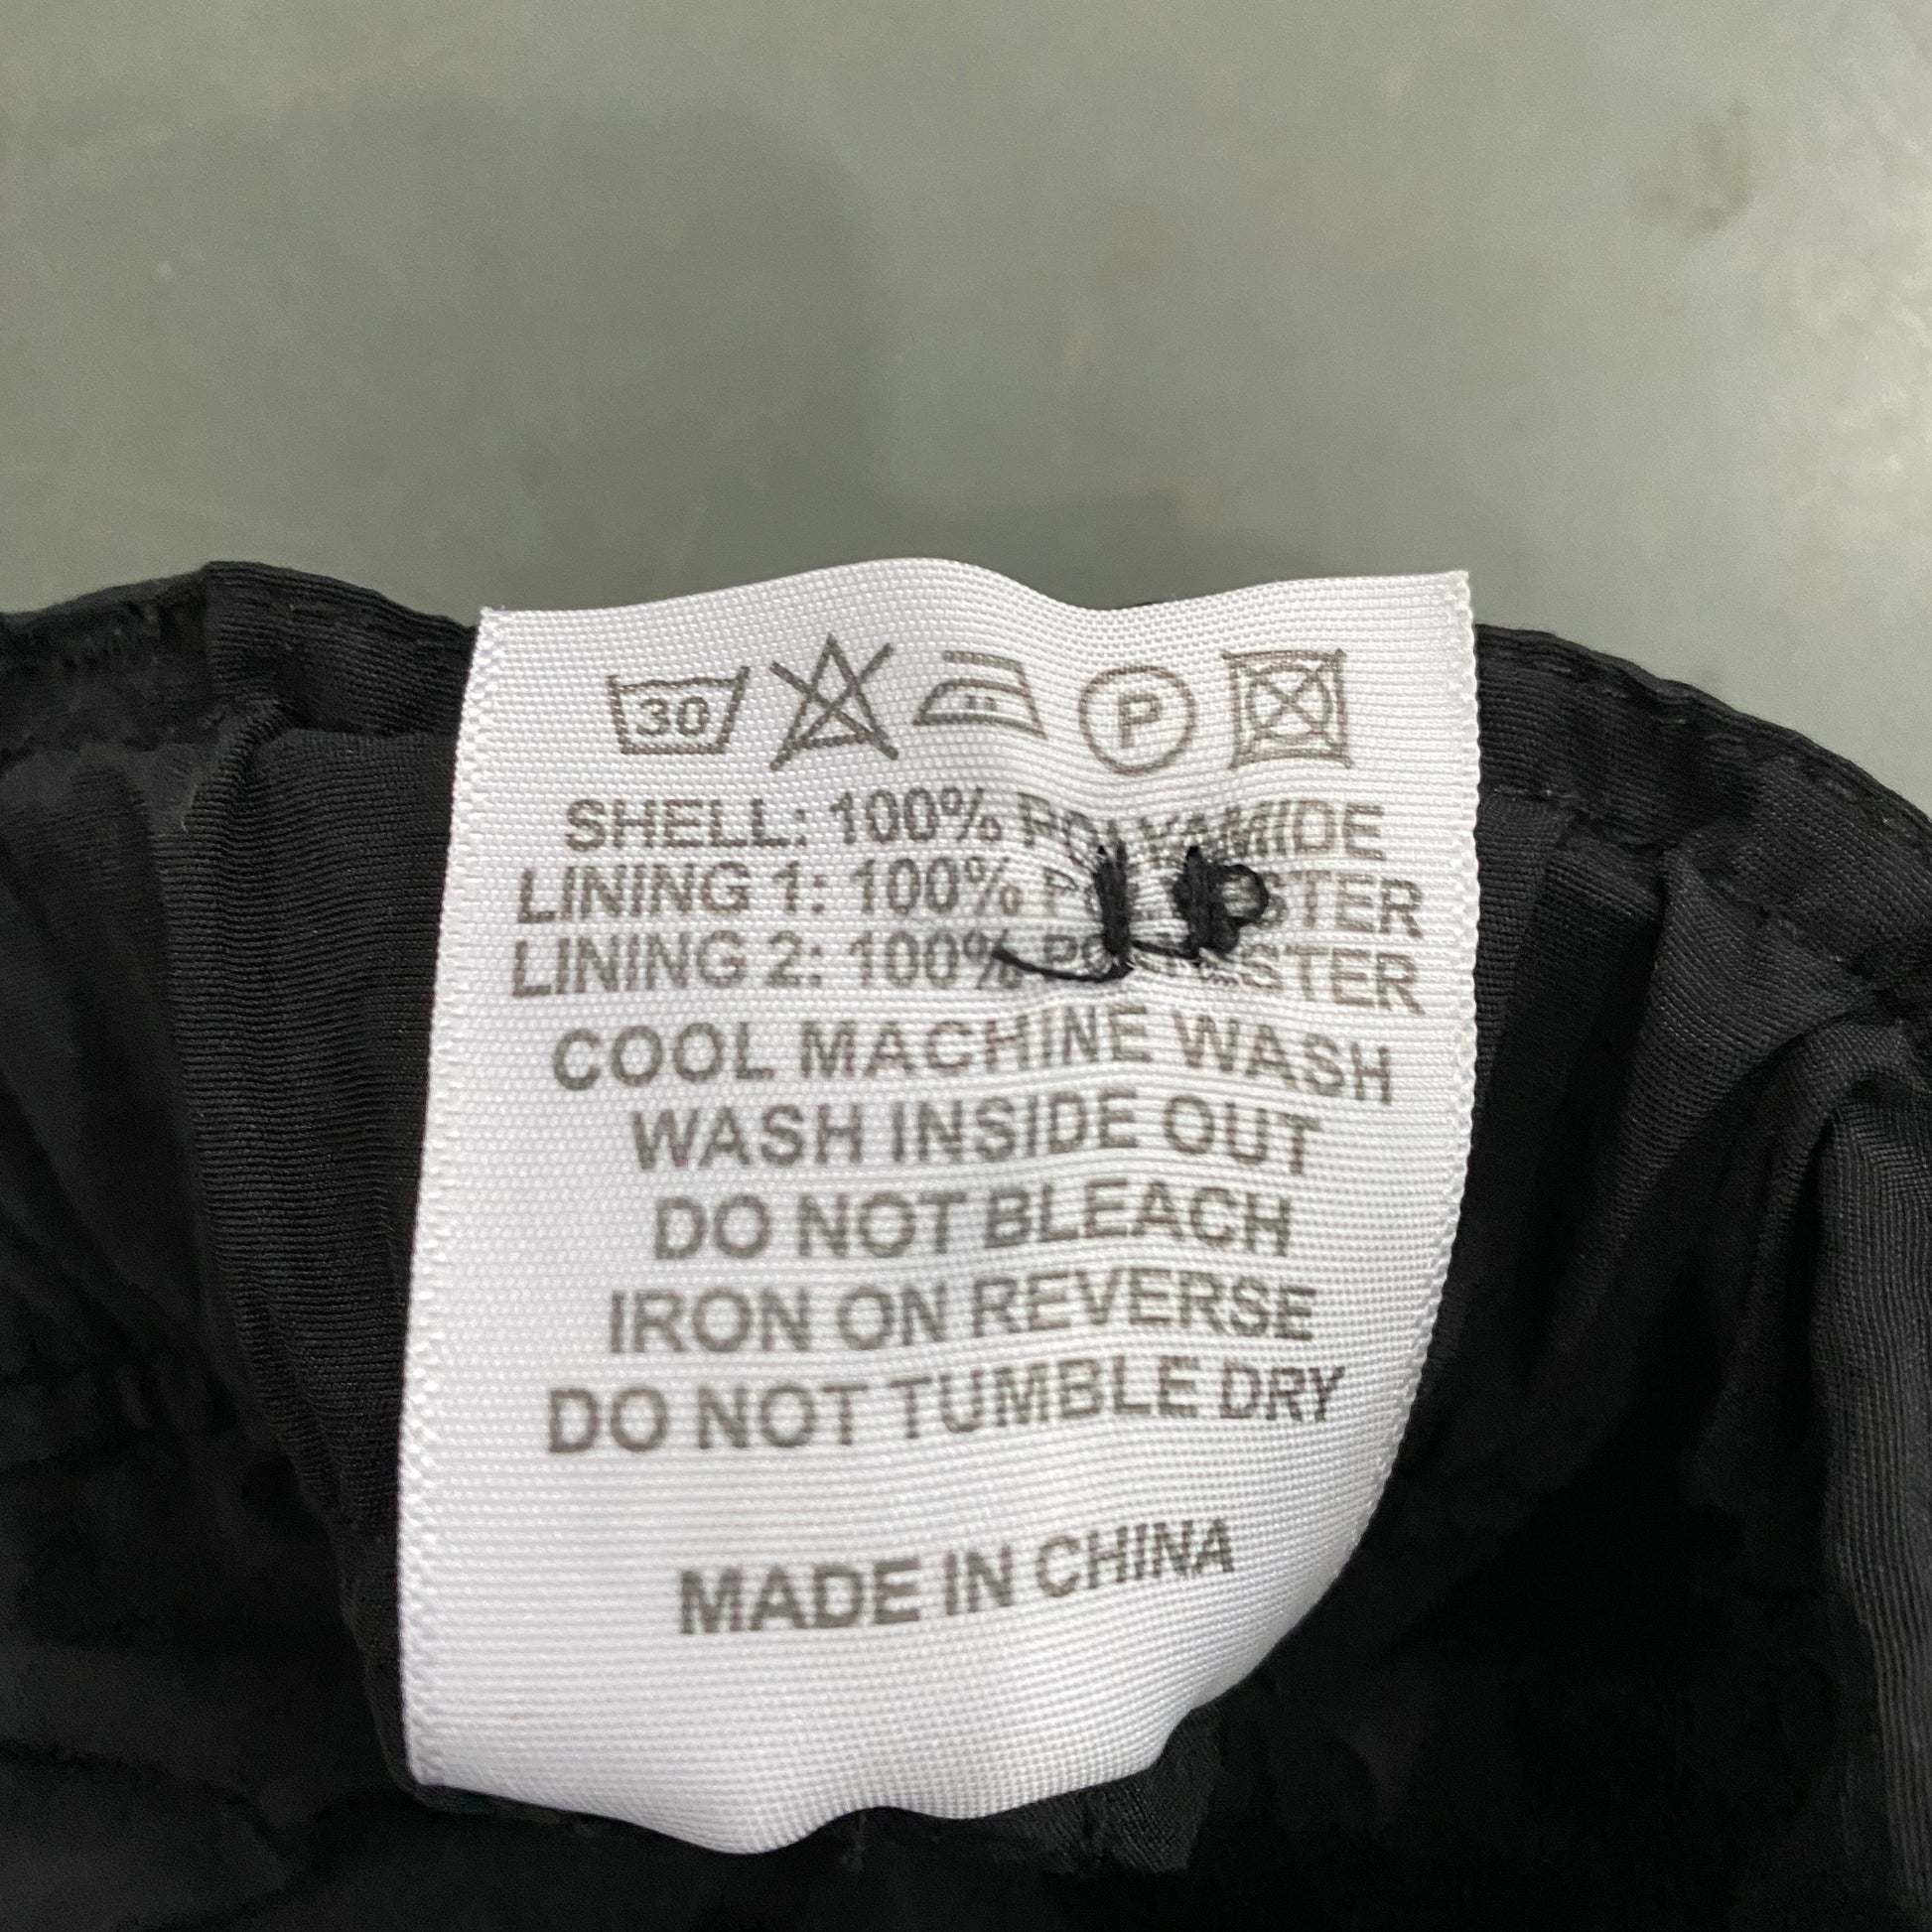 30 P
SHELL: 100% POLYAMIDE
LINING 1: 100% POLYESTER
LINING 2: 100% POLYESTER
COOL MACHINE WASH
WASH INSIDE OUT
DO NOT BLEACH
IRON ON REVERSE
DO NOT TUMBLE DRY
MADE IN CHINA